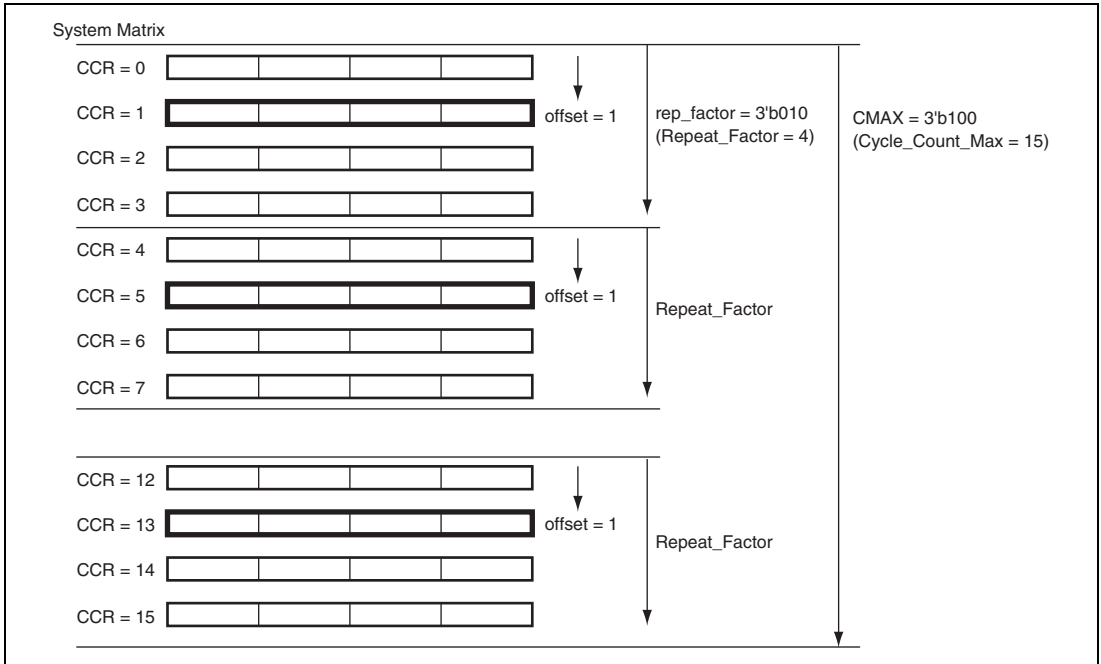 System Matrix
CCR = 0
CCR = 1
offset = 1
rep_factor = 3'b010
(Repeat_Factor = 4)
CMAX = 3'b100
(Cycle_Count_Max = 15)
CCR = 2
CCR = 3
CCR = 4
CCR = 5
offset = 1
Repeat_Factor
CCR = 6
CCR = 7
CCR = 12
CCR = 13
offset = 1
Repeat_Factor
CCR = 14
CCR = 15